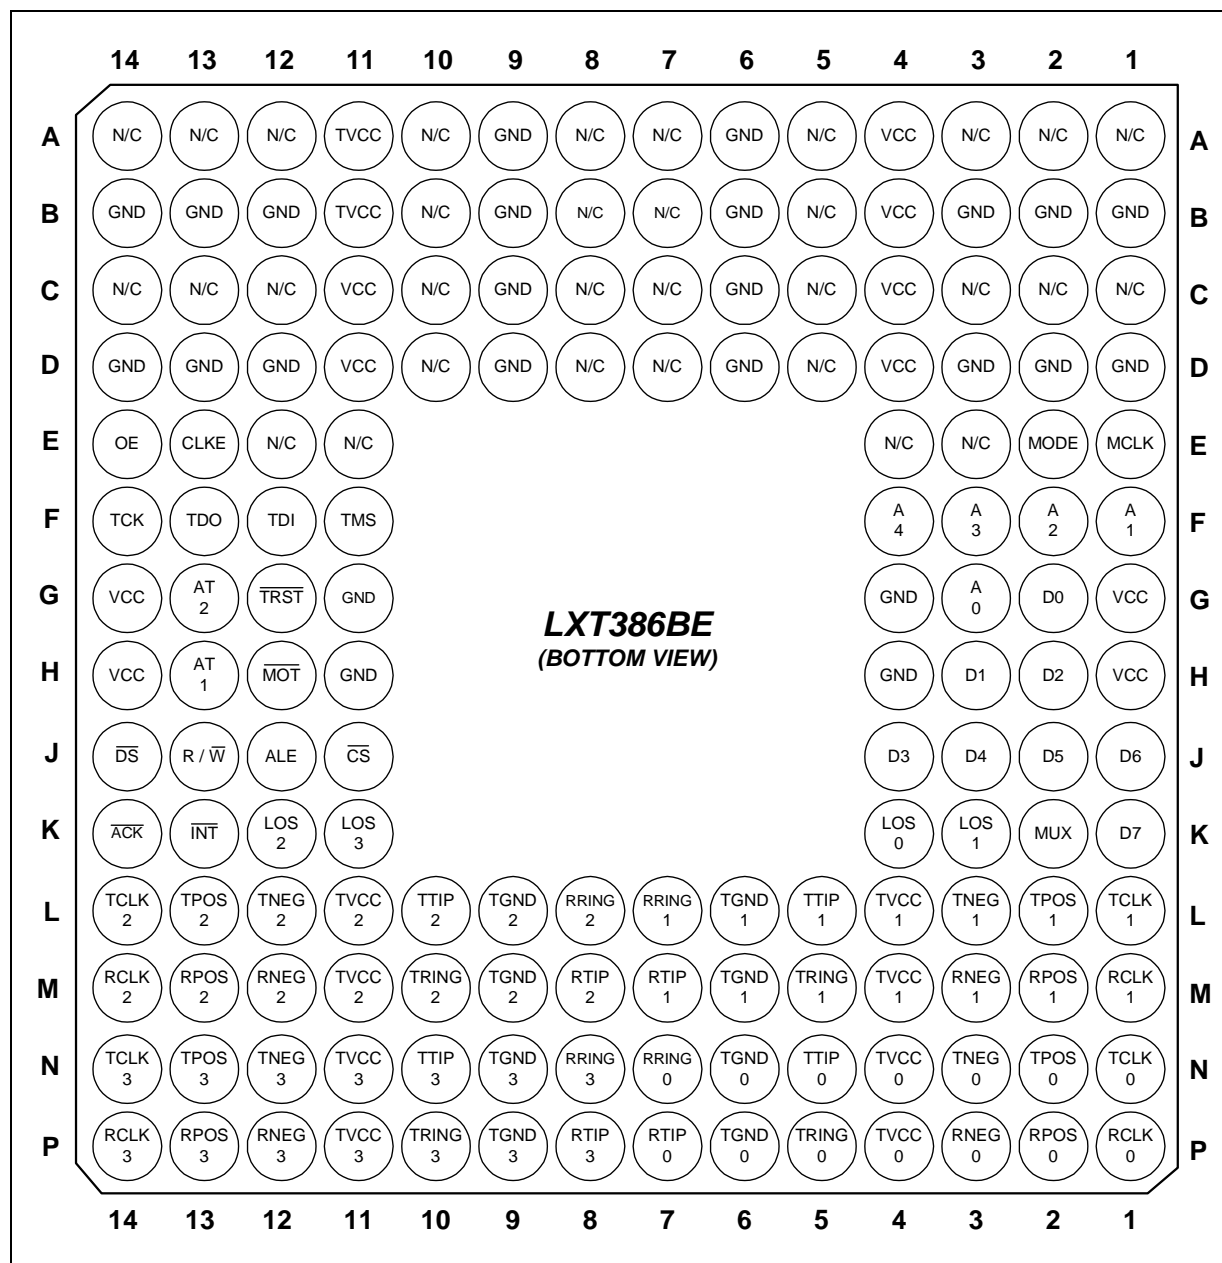 14 13 12 11 10 9 8 7 6 5 4 3 2 1
A N/C N/C N/C TVCC N/C GND N/C N/C GND N/C VCC N/C N/C N/C A
B GND GND GND TVCC N/C GND N/C N/C GND N/C VCC GND GND GND B
C N/C N/C N/C VCC N/C GND N/C N/C GND N/C VCC N/C N/C N/C C
D GND GND GND VCC N/C GND N/C N/C GND N/C VCC GND GND GND D
E OE CLKE N/C N/C N/C N/C MODE MCLK E
F TCK TDO TDI TMS A 4 A 3 A 2 A 1 F
G VCC AT 2 TRST GND GND A 0 D0 VCC G
LXT386BE
(BOTTOM VIEW)
H VCC AT 1 MOT GND GND D1 D2 VCC H
J DS R / W ALE CS D3 D4 D5 D6 J
K ACK INT LOS 2 LOS 3 LOS 0 LOS 1 MUX D7 K
L TCLK 2 TPOS 2 TNEG 2 TVCC 2 TTIP 2 TGND 2 RRING 2 RRING 1 TGND 1 TTIP 1 TVCC 1 TNEG 1 TPOS 1 TCLK 1 L
M RCLK 2 RPOS 2 RNEG 2 TVCC 2 TRING 2 TGND 2 RTIP 2 RTIP 1 TGND 1 TRING 1 TVCC 1 RNEG 1 RPOS 1 RCLK 1 M
N TCLK 3 TPOS 3 TNEG 3 TVCC 3 TTIP 3 TGND 3 RRING 3 RRING 0 TGND 0 TTIP 0 TVCC 0 TNEG 0 TPOS 0 TCLK 0 N
P RCLK 3 RPOS 3 RNEG 3 TVCC 3 TRING 3 TGND 3 RTIP 3 RTIP 0 TGND 0 TRING 0 TVCC 0 RNEG 0 RPOS 0 RCLK 0 P
14 13 12 11 10 9 8 7 6 5 4 3 2 1